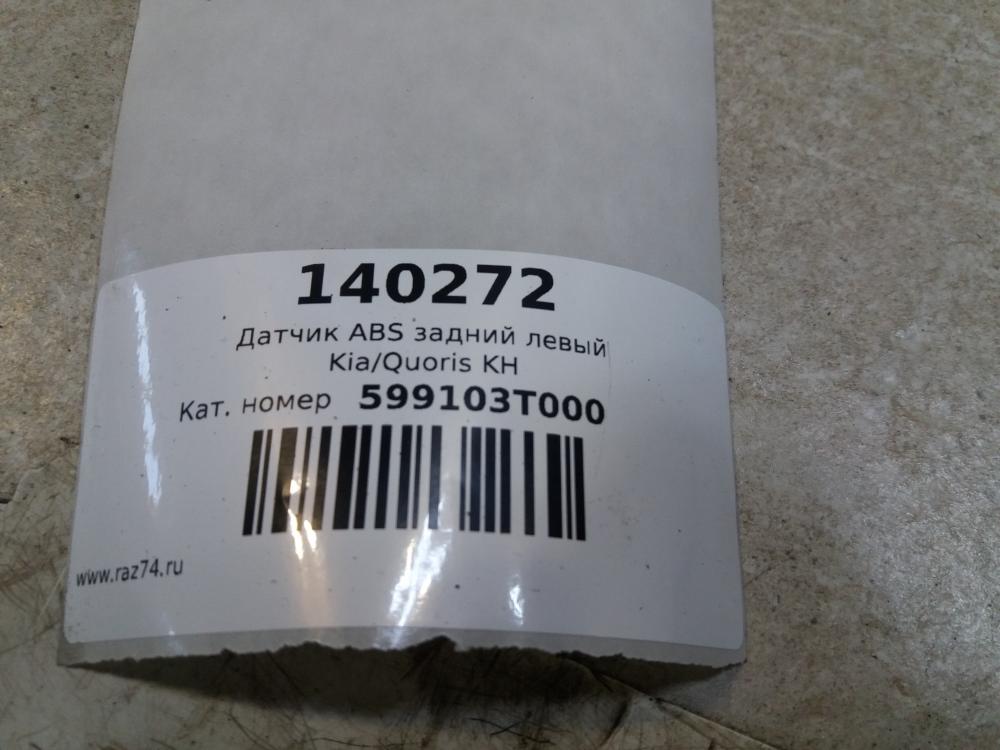 140272
Датчик ABS задний левый
Kia/Quoris KH
Кат. номер 599103T000
www.raz74.ru